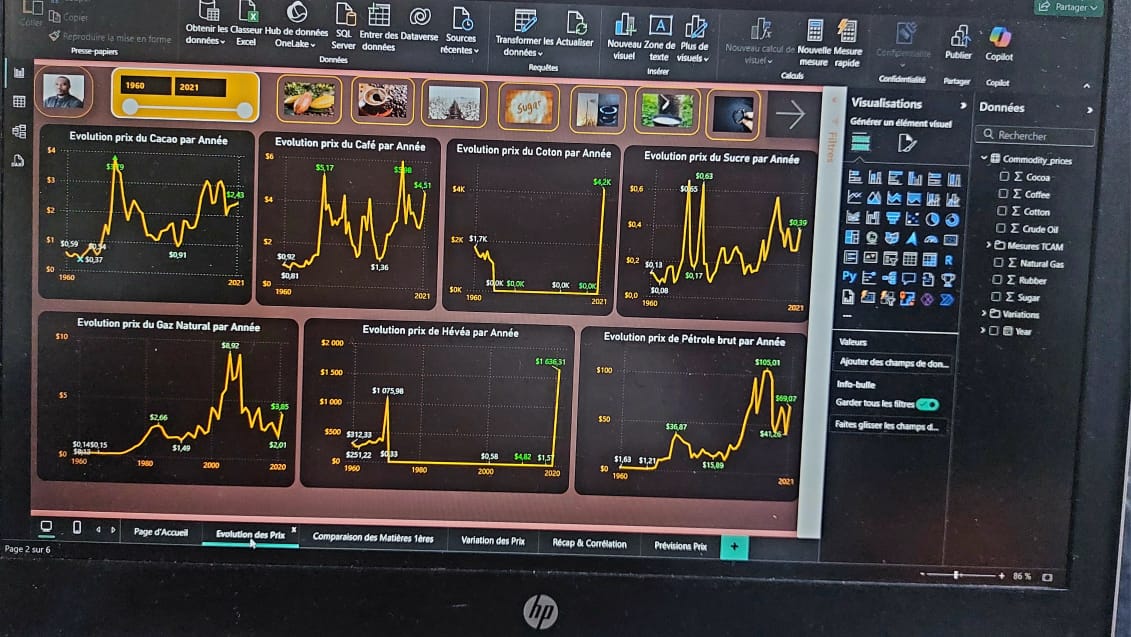 Coller
Copier
Reproduire la mise en forme
Presse-papiers
Obtenir les données
Classeur Excel
Hub de données OneLake
SQL Server
Entrer des données
Dataverse
Sources récentes
Données
Transformer les données
Actualiser
Requêtes
Nouveau visuel
Zone de texte
Plus de visuels
Insérer
Nouveau calcul de visuel
Nouvelle mesure
Mesure rapide
Calculs
Confidentialité
Confidentialité
Publier
Partager
Copilot
Copilot
Partager
1960
2021
Sugar
Evolution prix du Cacao par Année
$4
$3
$2
$1
$0
$0,59
$0,37
$0,91
$2,43
1960
2021
Evolution prix du Café par Année
$6
$4
$2
$0
$0,92
$0,81
$5,17
$1,36
$4,51
1960
2021
Evolution prix du Coton par Année
$4K
$2K
$0K
$1,7K
$0,0K
$0,0K
$0,0K
$0,0K
$4,2K
1960
2021
Evolution prix du Sucre par Année
$0,6
$0,4
$0,2
$0,0
$0,13
$0,08
$0,65
$0,63
$0,17
$0,39
1960
2021
Evolution prix du Gaz Natural par Année
$10
$5
$0
$0,14
$0,15
$2,66
$1,49
$8,92
$3,85
$2,01
1960
1980
2000
2020
Evolution prix de Hévéa par Année
$2 000
$1 500
$1 000
$500
$0
$312,33
$251,22
$1 075,98
$0,33
$0,58
$4,82
$1 636,31
1960
1980
2000
2020
Evolution prix de Pétrole brut par Année
$100
$50
$0
$1,63
$1,21
$36,87
$15,89
$105,01
$69,07
$41,26
1960
2021
Filtres
Visualisations
Générer un élément visuel
Py
R
Valeurs
Ajouter des champs de don...
Info-bulle
Garder tous les filtres
Faites glisser les champs d...
Données
Rechercher
Commodity_prices
Σ Cocoa
Σ Coffee
Σ Cotton
Σ Crude Oil
Mesures TCAM
Σ Natural Gas
Σ Rubber
Σ Sugar
Variations
Year
Page d'Accueil
Evolution des Prix
Comparaison des Matières 1ères
Variation des Prix
Récap & Corrélation
Prévisions Prix
Page 2 sur 6
86 %
hp